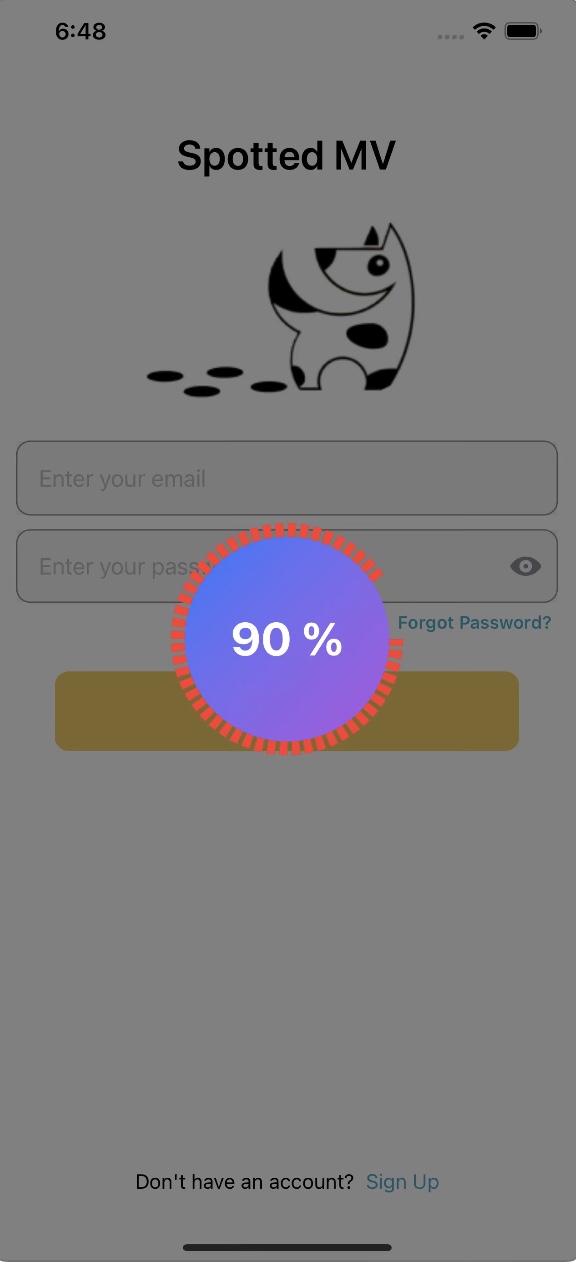 6:48
Spotted MV
Enter your email
Enter your pass
90 %
Forgot Password?
Don't have an account? Sign Up